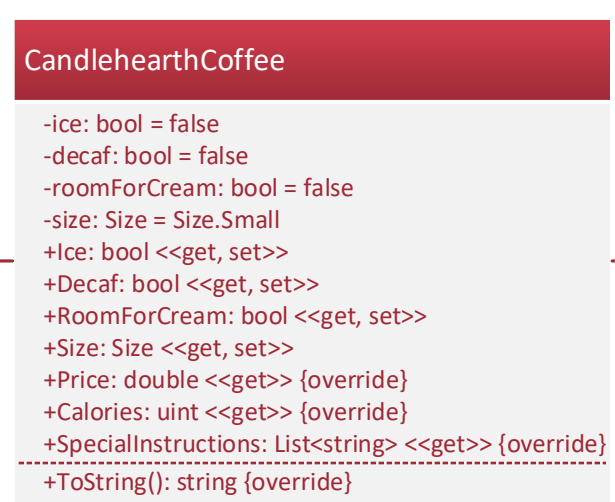 CandlehearthCoffee
-ice: bool = false
-decaf: bool = false
-roomForCream: bool = false
-size: Size = Size.Small
+Ice: bool <<get, set>>
+Decaf: bool <<get, set>>
+RoomForCream: bool <<get, set>>
+Size: Size <<get, set>>
+Price: double <<get>> {override}
+Calories: uint <<get>> {override}
+SpecialInstructions: List<string> <<get>> {override}
+ToString(): string {override}